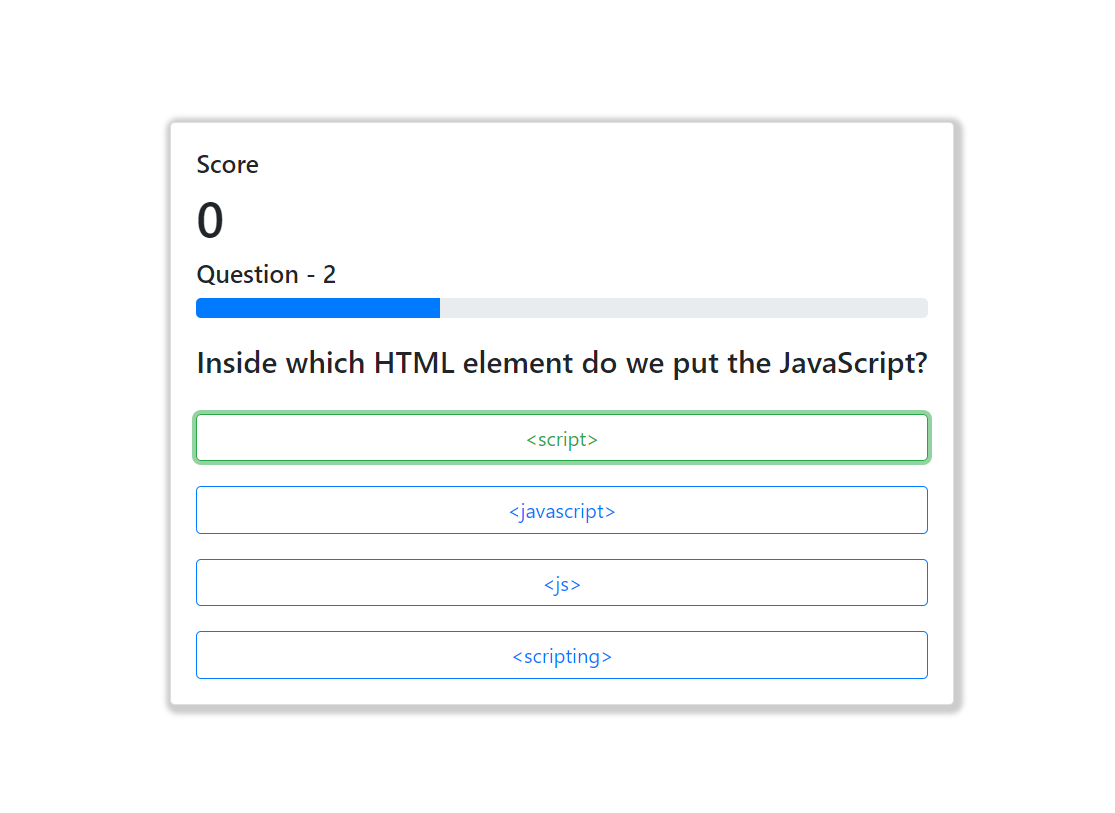 Score
0
Question - 2
Inside which HTML element do we put the JavaScript?
<script>
<javascript>
<js>
<scripting>